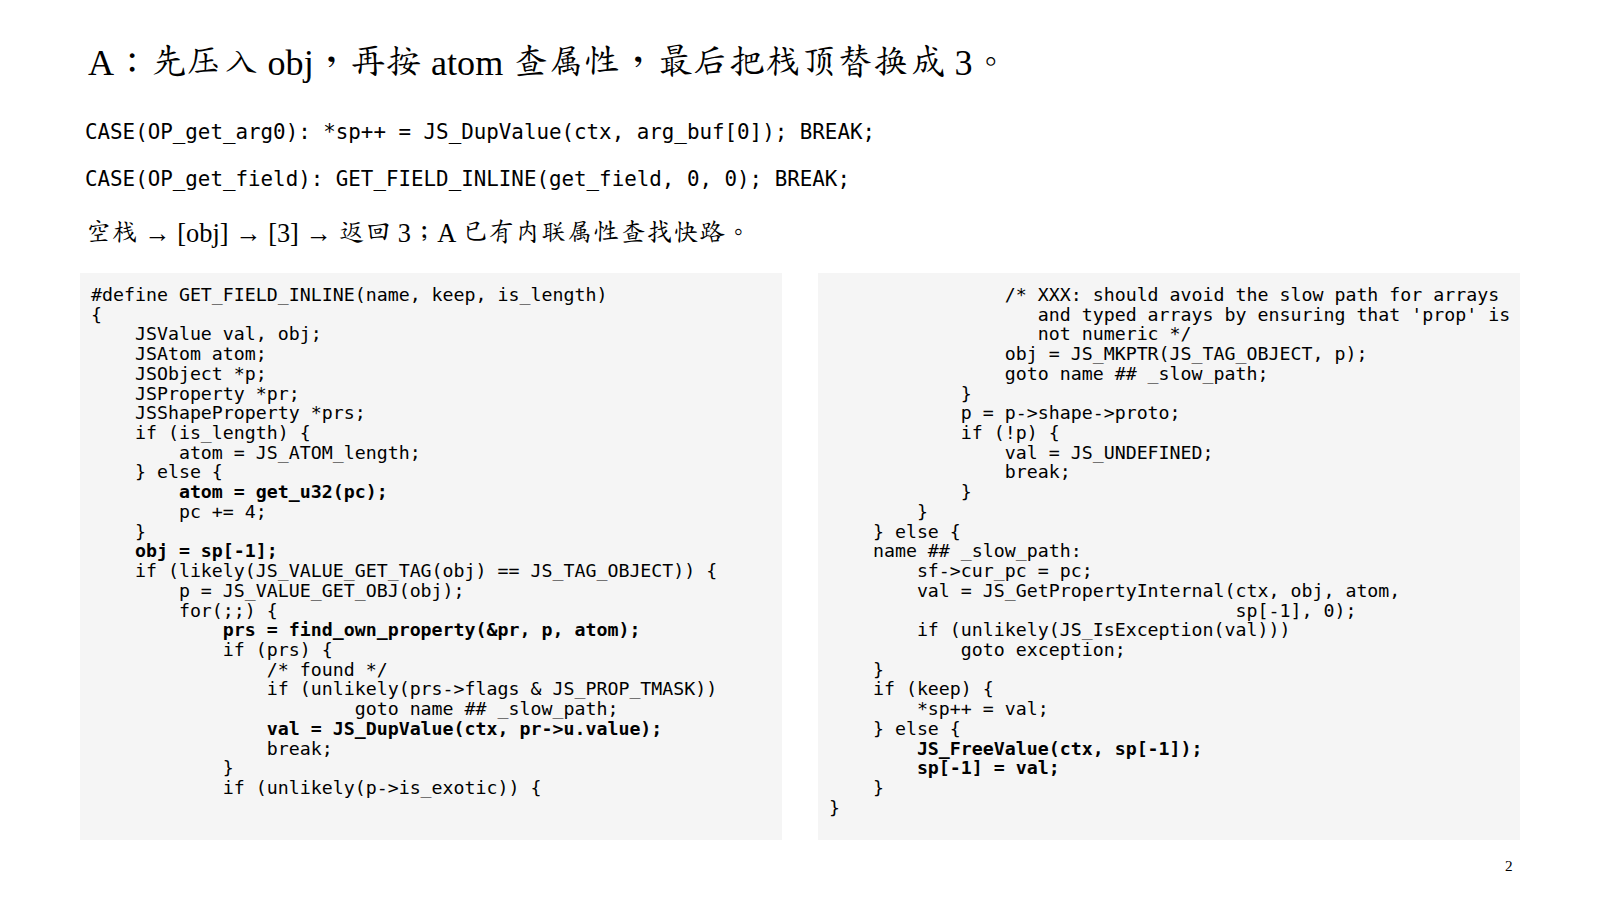 A：先压入 obj，再按 atom 查属性，最后把栈顶替换成 3。
CASE(OP_get_arg0): *sp++ = JS_DupValue(ctx, arg_buf[0]); BREAK;
CASE(OP_get_field): GET_FIELD_INLINE(get_field, 0, 0); BREAK;
空栈 → [obj] → [3] → 返回 3；A 已有内联属性查找快路。
#define GET_FIELD_INLINE(name, keep, is_length)
{
    JSValue val, obj;
    JSAtom atom;
    JSObject *p;
    JSProperty *pr;
    JSShapeProperty *prs;
    if (is_length) {
        atom = JS_ATOM_length;
    } else {
        atom = get_u32(pc);
        pc += 4;
    }
    obj = sp[-1];
    if (likely(JS_VALUE_GET_TAG(obj) == JS_TAG_OBJECT)) {
        p = JS_VALUE_GET_OBJ(obj);
        for(;;) {
            prs = find_own_property(&pr, p, atom);
            if (prs) {
                /* found */
                if (unlikely(prs->flags & JS_PROP_TMASK))
                        goto name ## _slow_path;
                val = JS_DupValue(ctx, pr->u.value);
                break;
            }
            if (unlikely(p->is_exotic)) {
                /* XXX: should avoid the slow path for arrays
                   and typed arrays by ensuring that 'prop' is
                   not numeric */
                obj = JS_MKPTR(JS_TAG_OBJECT, p);
                goto name ## _slow_path;
            }
            p = p->shape->proto;
            if (!p) {
                val = JS_UNDEFINED;
                break;
            }
        }
    } else {
    name ## _slow_path:
        sf->cur_pc = pc;
        val = JS_GetPropertyInternal(ctx, obj, atom,
                                     sp[-1], 0);
        if (unlikely(JS_IsException(val)))
            goto exception;
    }
    if (keep) {
        *sp++ = val;
    } else {
        JS_FreeValue(ctx, sp[-1]);
        sp[-1] = val;
    }
}
2